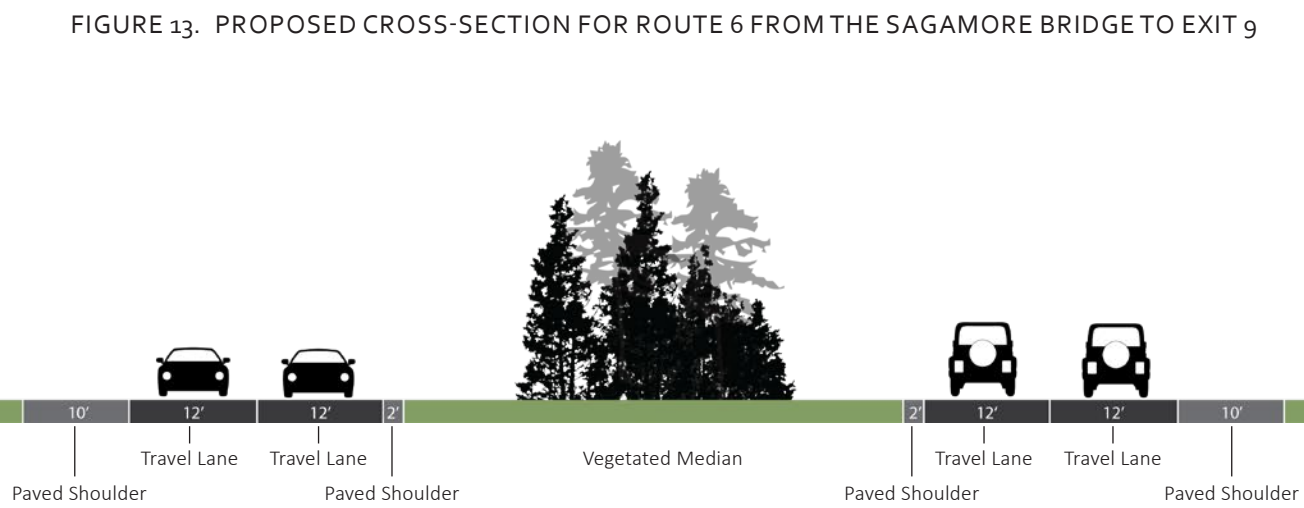 FIGURE 13. PROPOSED CROSS-SECTION FOR ROUTE 6 FROM THE SAGAMORE BRIDGE TO EXIT 9
10' 12' 12' 2' 2' 12' 12' 10'
Travel Lane Travel Lane Vegetated Median Travel Lane Travel Lane
Paved Shoulder Paved Shoulder Paved Shoulder Paved Shoulder